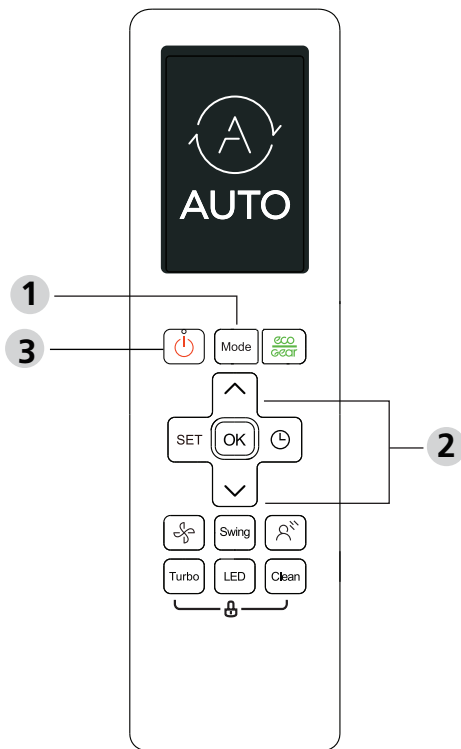 A
AUTO
1
3
Mode
eco
Gear
SET
OK
2
Swing
Turbo
LED
Clean